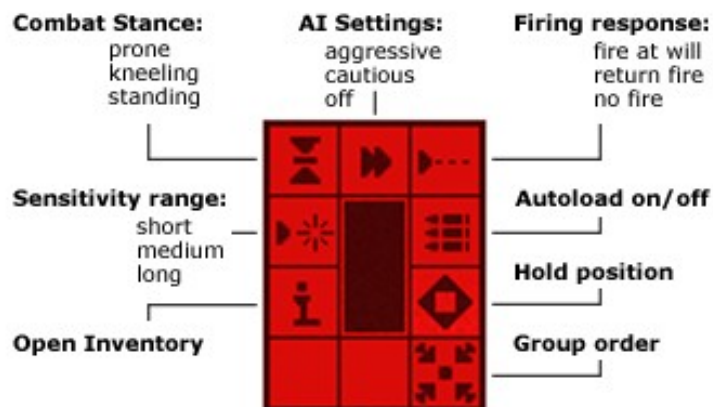 Combat Stance:
prone
kneeling
standing
AI Settings:
aggressive
cautious
off
Firing response:
fire at will
return fire
no fire
Sensitivity range:
short
medium
long
Autoload on/off
Hold position
Open Inventory
Group order